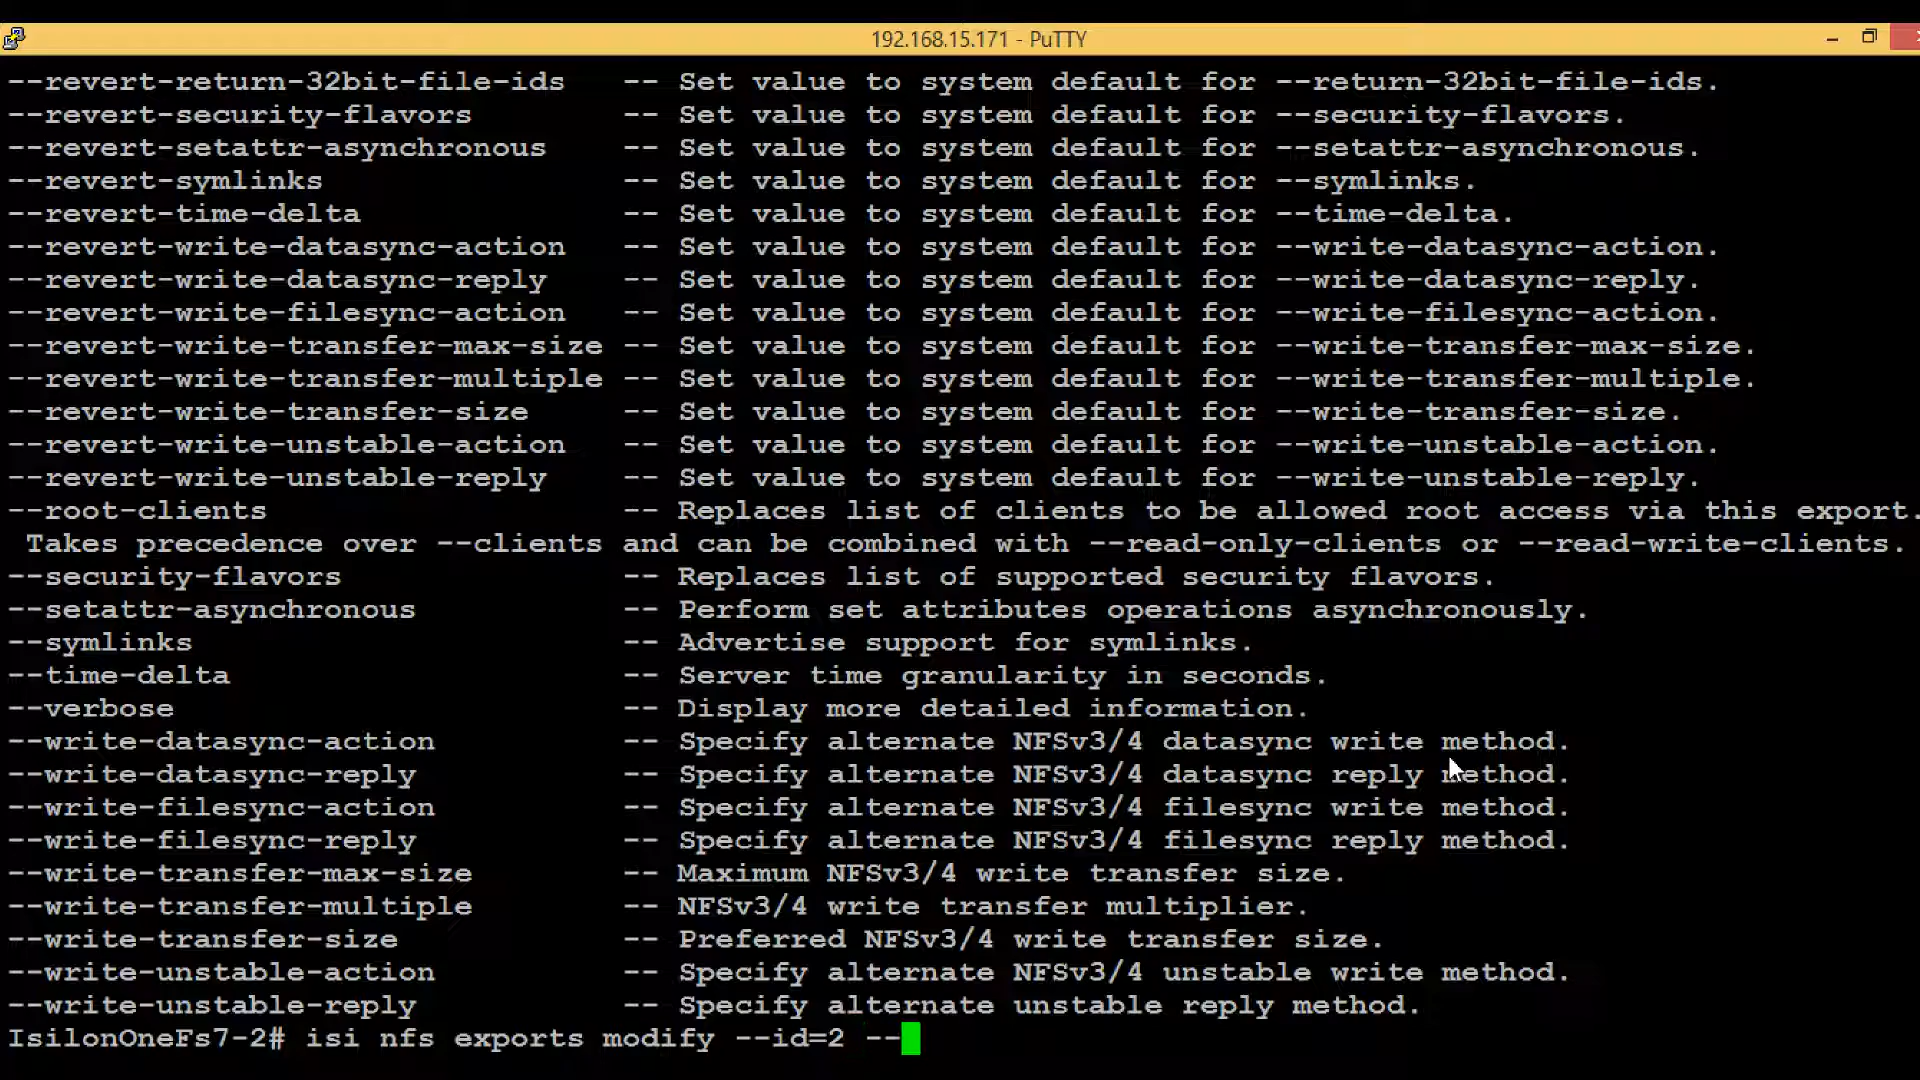 192.168.15.171 - PuTTY
--revert-return-32bit-file-ids -- Set value to system default for --return-32bit-file-ids.
--revert-security-flavors -- Set value to system default for --security-flavors.
--revert-setattr-asynchronous -- Set value to system default for --setattr-asynchronous.
--revert-symlinks -- Set value to system default for --symlinks.
--revert-time-delta -- Set value to system default for --time-delta.
--revert-write-datasync-action -- Set value to system default for --write-datasync-action.
--revert-write-datasync-reply -- Set value to system default for --write-datasync-reply.
--revert-write-filesync-action -- Set value to system default for --write-filesync-action.
--revert-write-transfer-max-size -- Set value to system default for --write-transfer-max-size.
--revert-write-transfer-multiple -- Set value to system default for --write-transfer-multiple.
--revert-write-transfer-size -- Set value to system default for --write-transfer-size.
--revert-write-unstable-action -- Set value to system default for --write-unstable-action.
--revert-write-unstable-reply -- Set value to system default for --write-unstable-reply.
--root-clients -- Replaces list of clients to be allowed root access via this export.
Takes precedence over --clients and can be combined with --read-only-clients or --read-write-clients.
--security-flavors -- Replaces list of supported security flavors.
--setattr-asynchronous -- Perform set attributes operations asynchronously.
--symlinks -- Advertise support for symlinks.
--time-delta -- Server time granularity in seconds.
--verbose -- Display more detailed information.
--write-datasync-action -- Specify alternate NFSv3/4 datasync write method.
--write-datasync-reply -- Specify alternate NFSv3/4 datasync reply method.
--write-filesync-action -- Specify alternate NFSv3/4 filesync write method.
--write-filesync-reply -- Specify alternate NFSv3/4 filesync reply method.
--write-transfer-max-size -- Maximum NFSv3/4 write transfer size.
--write-transfer-multiple -- NFSv3/4 write transfer multiplier.
--write-transfer-size -- Preferred NFSv3/4 write transfer size.
--write-unstable-action -- Specify alternate NFSv3/4 unstable write method.
--write-unstable-reply -- Specify alternate unstable reply method.
IsilonOneFs7-2# isi nfs exports modify --id=2 --